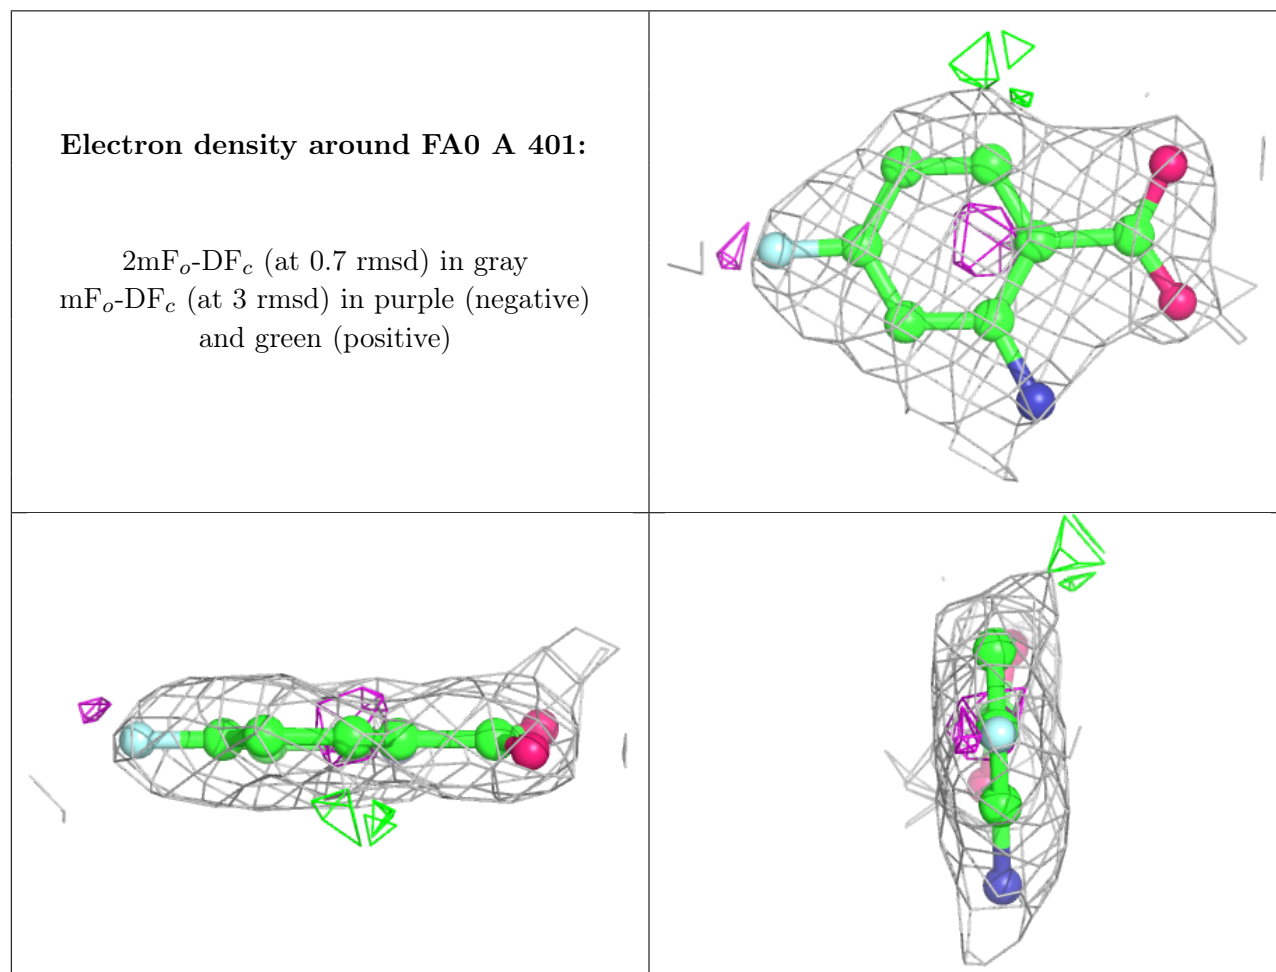 Electron density around FA0 A 401:
2mFo-DFc (at 0.7 rmsd) in gray
mFo-DFc (at 3 rmsd) in purple (negative)
and green (positive)